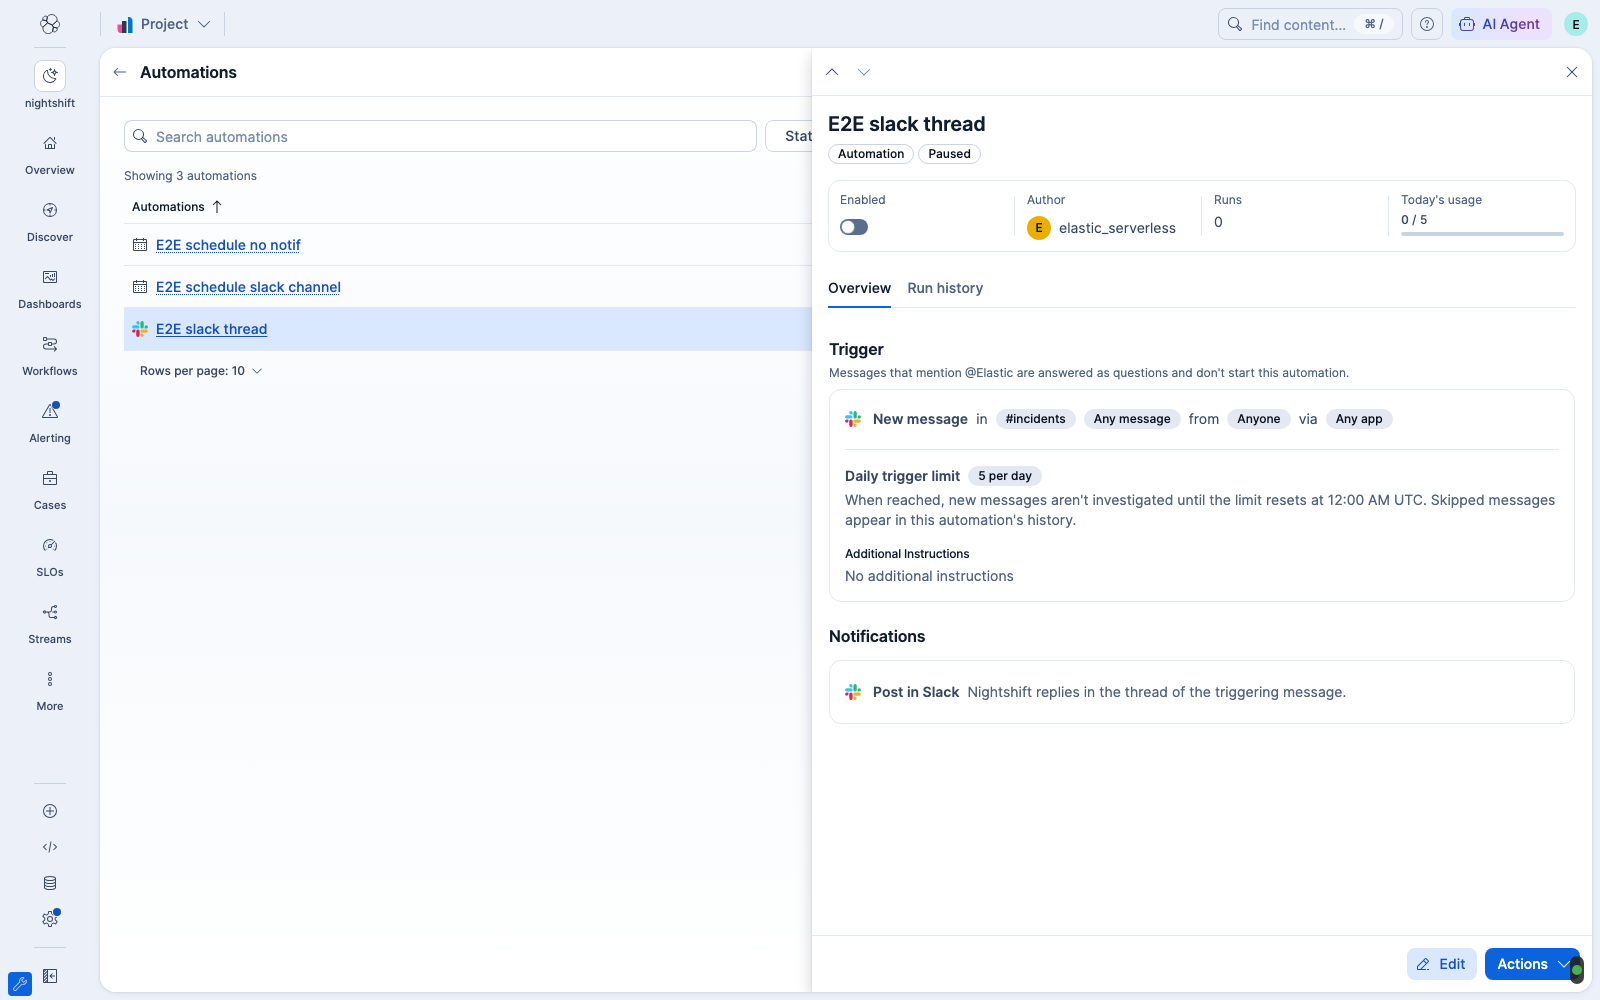 Project
Find content...
⌘ /
AI Agent
E
nightshift
Overview
Discover
Dashboards
Workflows
Alerting
Cases
SLOs
Streams
More
Automations
Search automations
Stat
Showing 3 automations
Automations
E2E schedule no notif
E2E schedule slack channel
E2E slack thread
Rows per page: 10
E2E slack thread
Automation
Paused
Enabled
Author
E
elastic_serverless
Runs
0
Today's usage
0 / 5
Overview
Run history
Trigger
Messages that mention @Elastic are answered as questions and don't start this automation.
New message in #incidents Any message from Anyone via Any app
Daily trigger limit 5 per day
When reached, new messages aren't investigated until the limit resets at 12:00 AM UTC. Skipped messages
appear in this automation's history.
Additional Instructions
No additional instructions
Notifications
Post in Slack Nightshift replies in the thread of the triggering message.
Edit
Actions